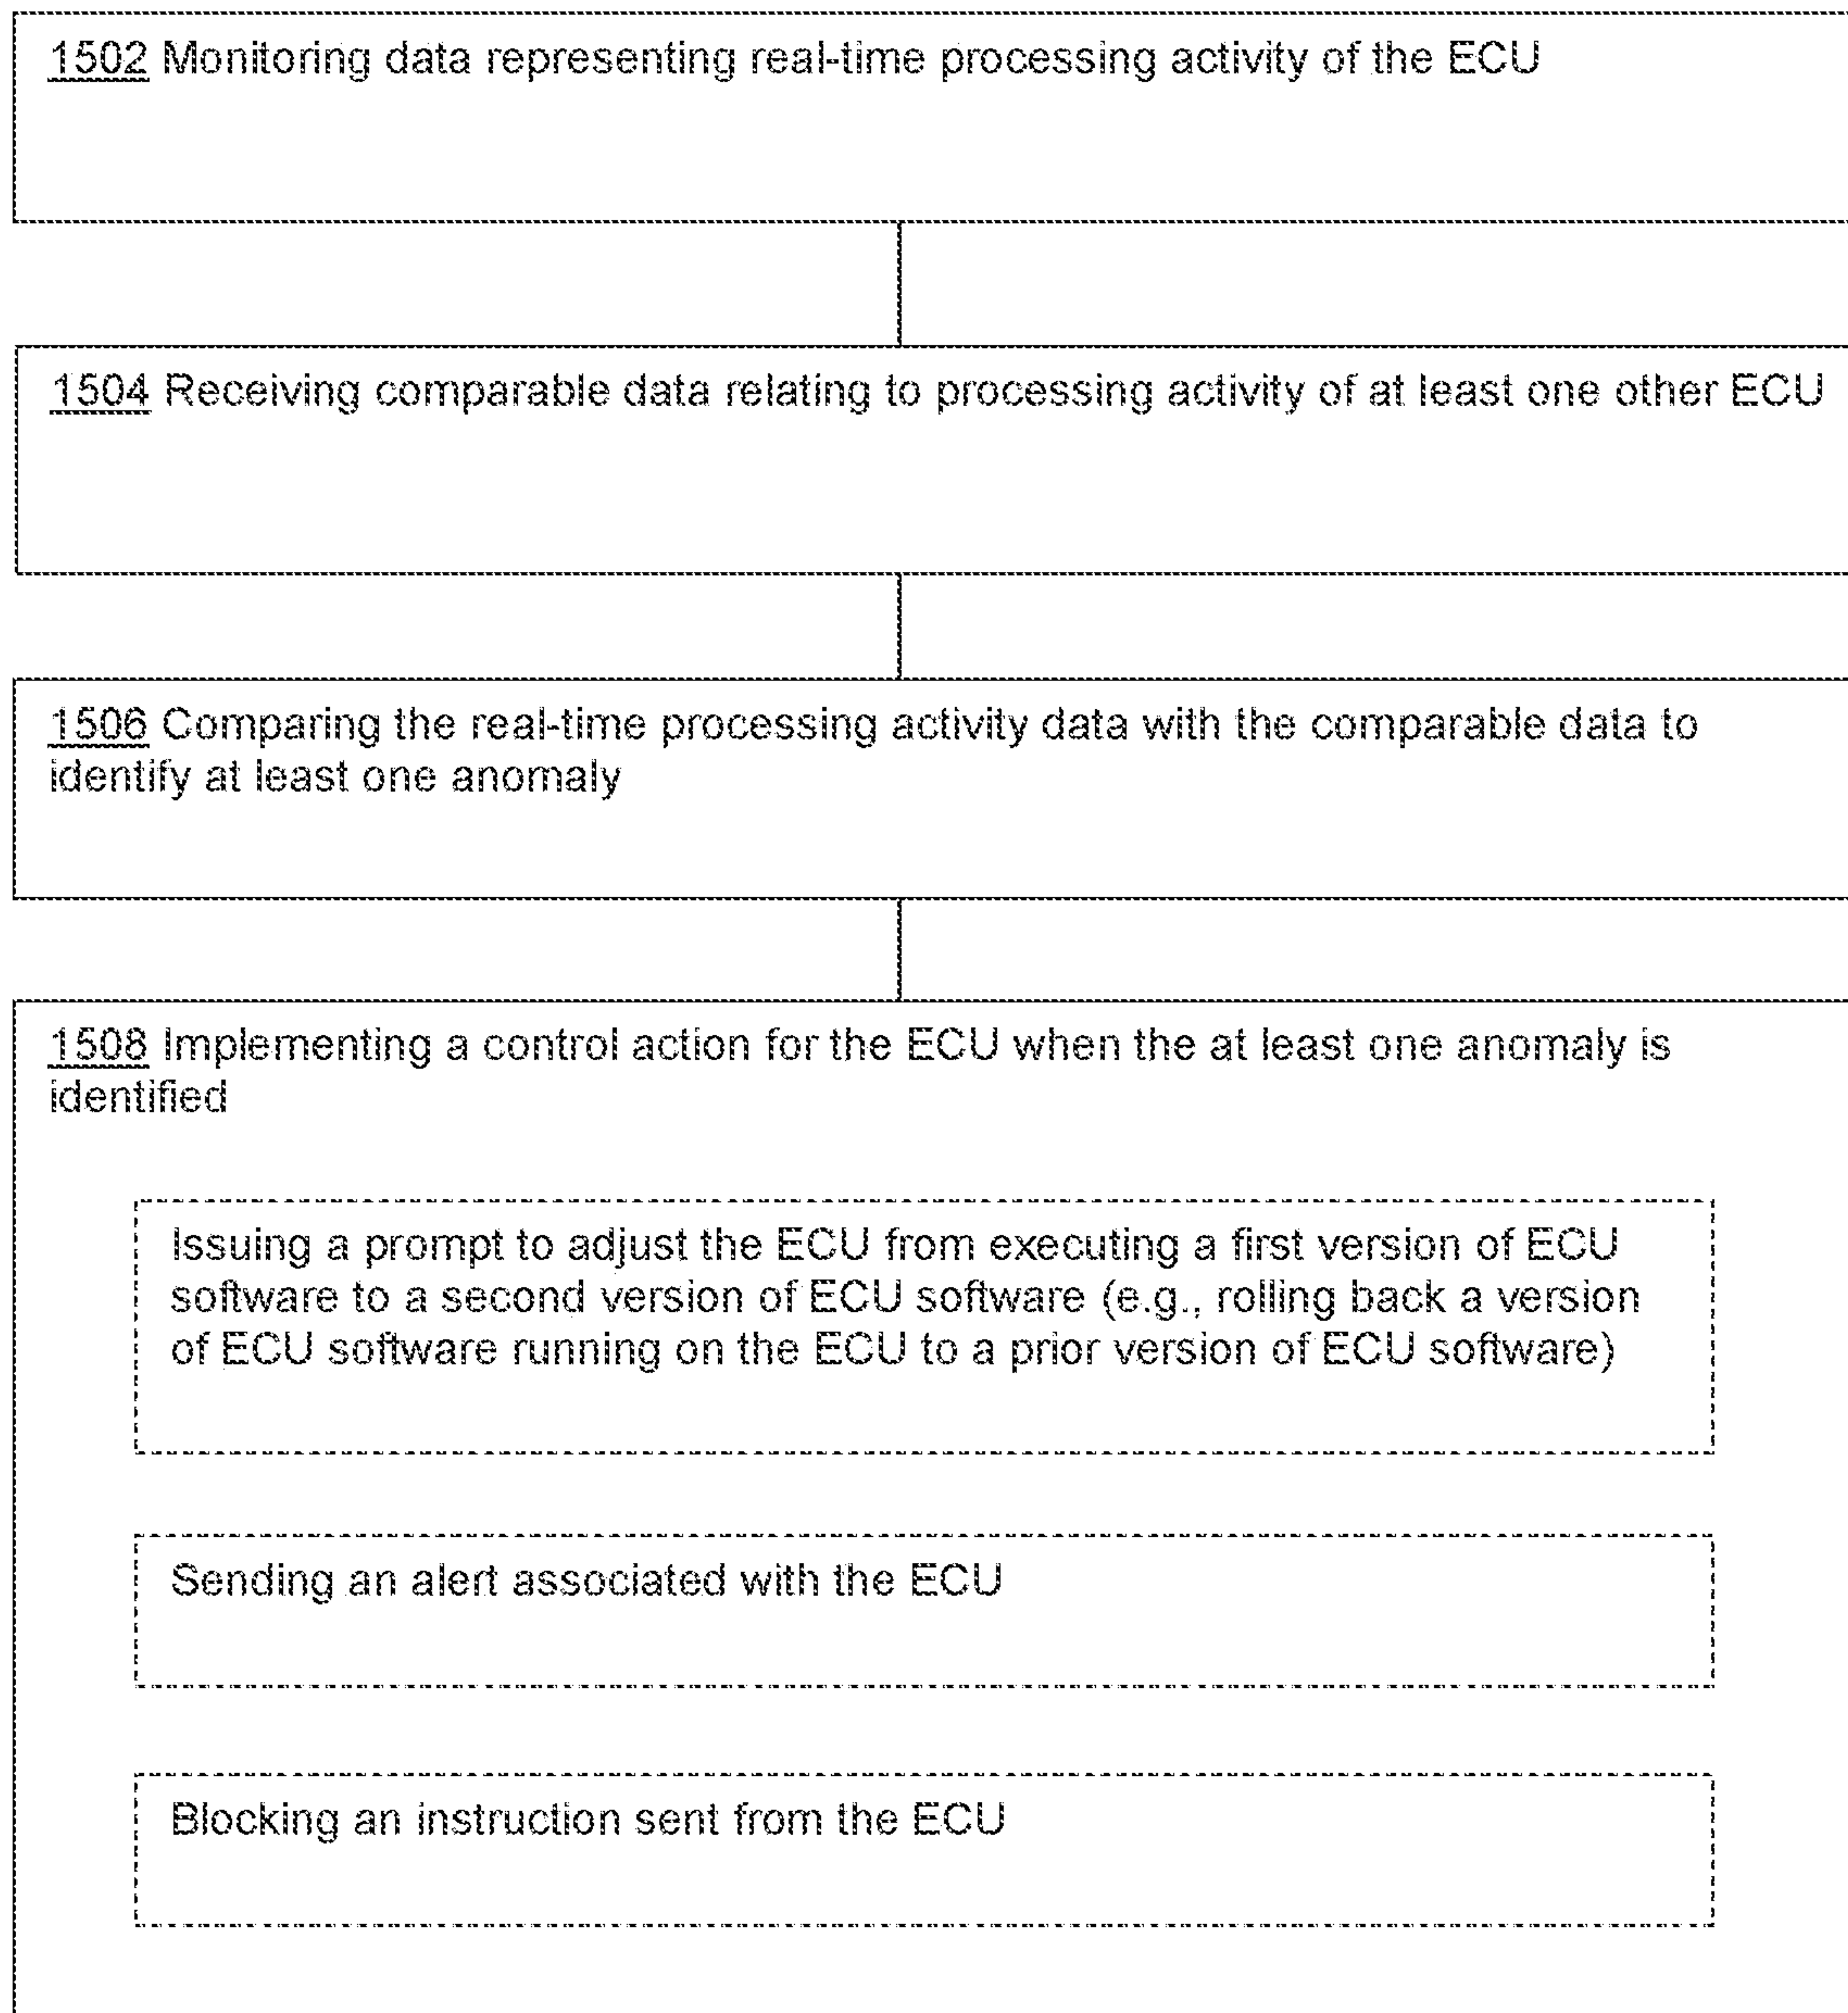 1502 Monitoring data representing real-time processing activity of the ECU
1504 Receiving comparable data relating to processing activity of at least one other ECU
1506 Comparing the real-time processing activity data with the comparable data to
identify at least one anomaly
1508 Implementing a control action for the ECU when the at least one anomaly is
identified
Issuing a prompt to adjust the ECU from executing a first version of ECU
software to a second version of ECU software (e.g., rolling back a version
of ECU software running on the ECU to a prior version of ECU software)
Sending an alert associated with the ECU
Blocking an instruction sent from the ECU